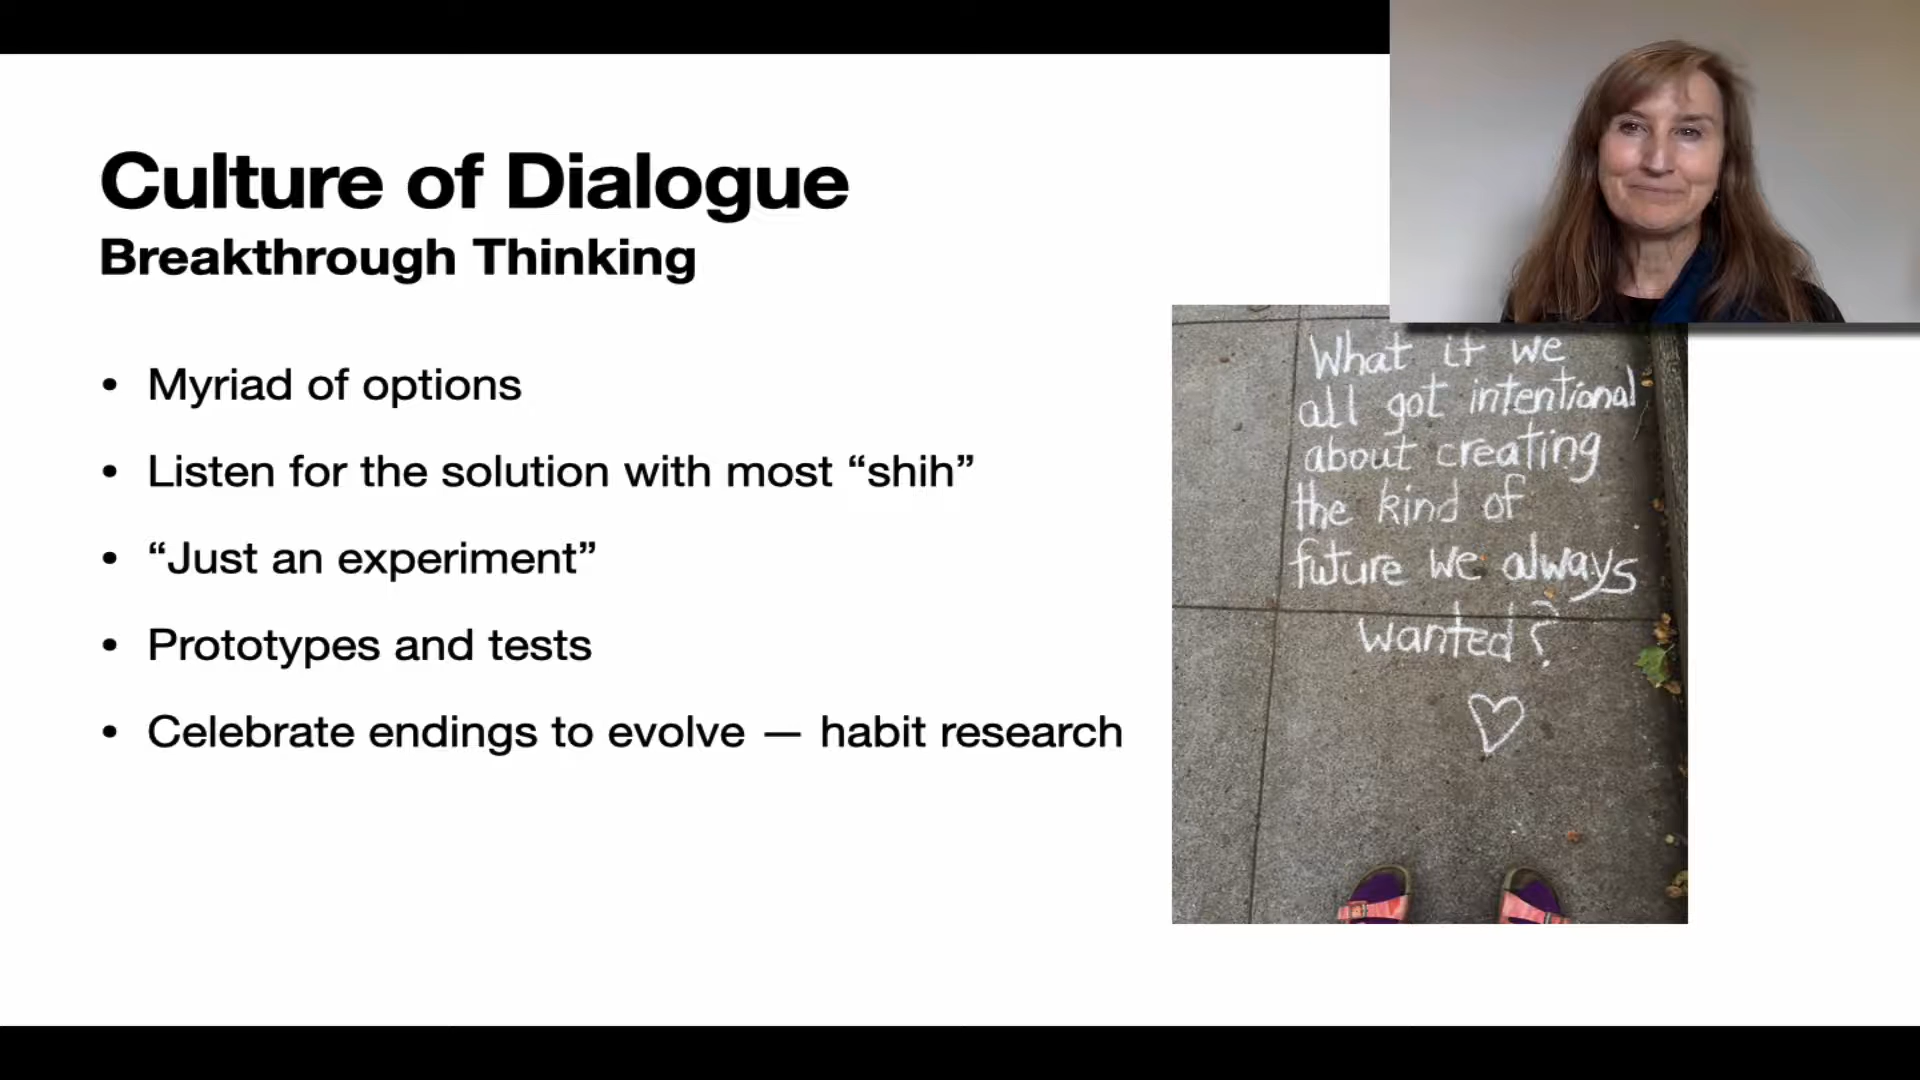 Culture of Dialogue
Breakthrough Thinking
• Myriad of options
• Listen for the solution with most “shih”
• “Just an experiment”
• Prototypes and tests
• Celebrate endings to evolve — habit research
What if we
all got intentional
about creating
the kind of
future we always
wanted?